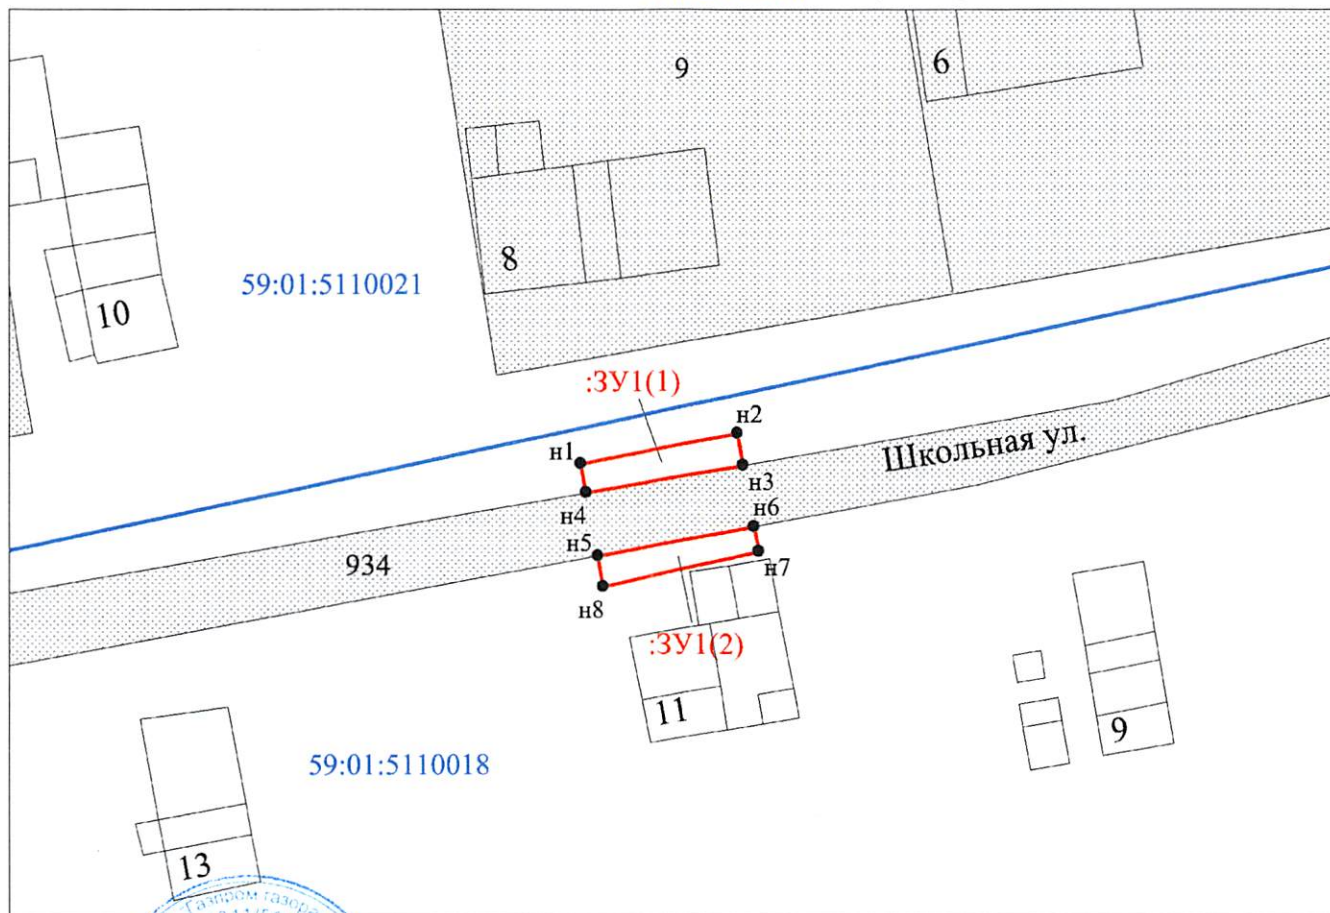 9
6
8
59:01:5110021
10
:ЗУ1(1)
н2
н1
Школьная ул.
н3
н4
н6
н5
934
н7
н8
:ЗУ1(2)
11
9
59:01:5110018
13
Газпром